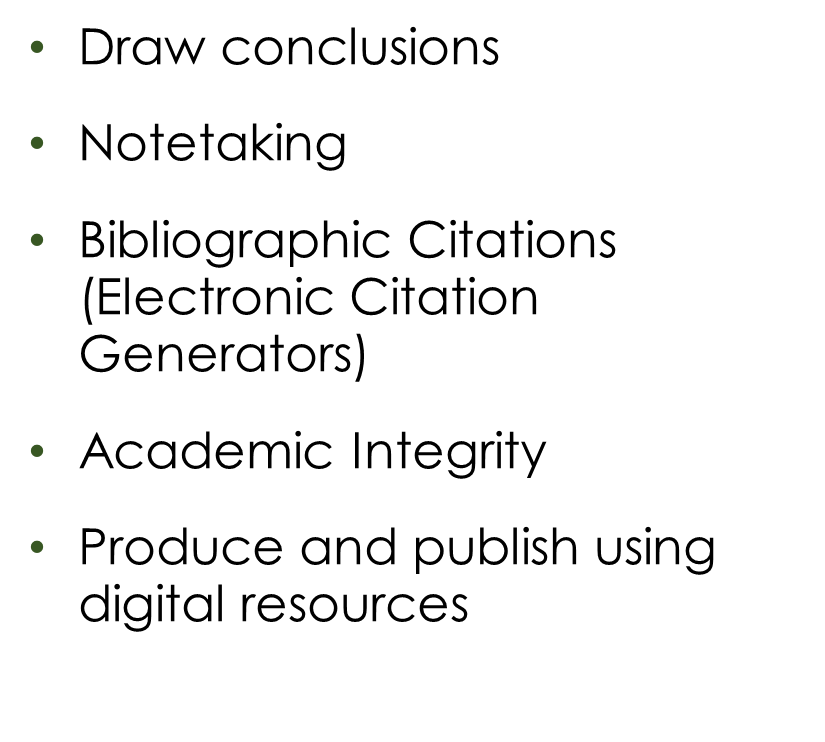 • Draw conclusions
• Notetaking
• Bibliographic Citations
(Electronic Citation
Generators)
• Academic Integrity
• Produce and publish using
digital resources